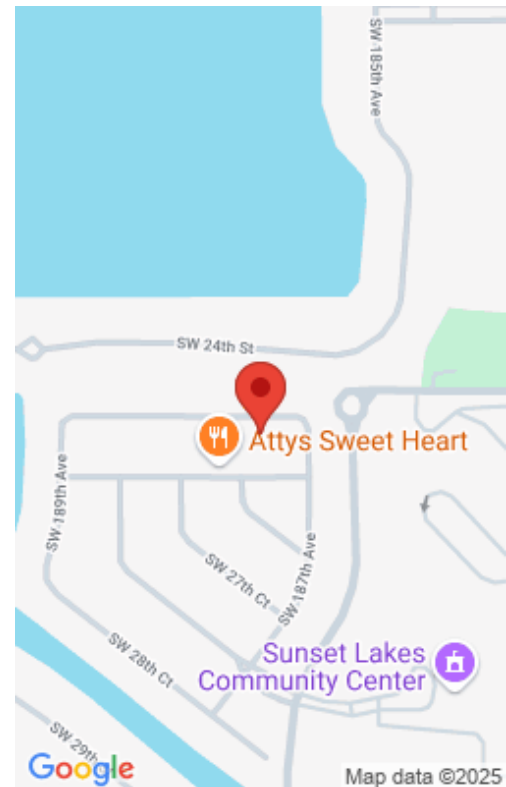 SW 185th Ave
SW 24th St
Attys Sweet Heart
SW 189th Ave
SW 27th Ct
SW 187th Ave
SW 28th Ct
Sunset Lakes
Community Center
SW 29th
Google
Map data ©2025